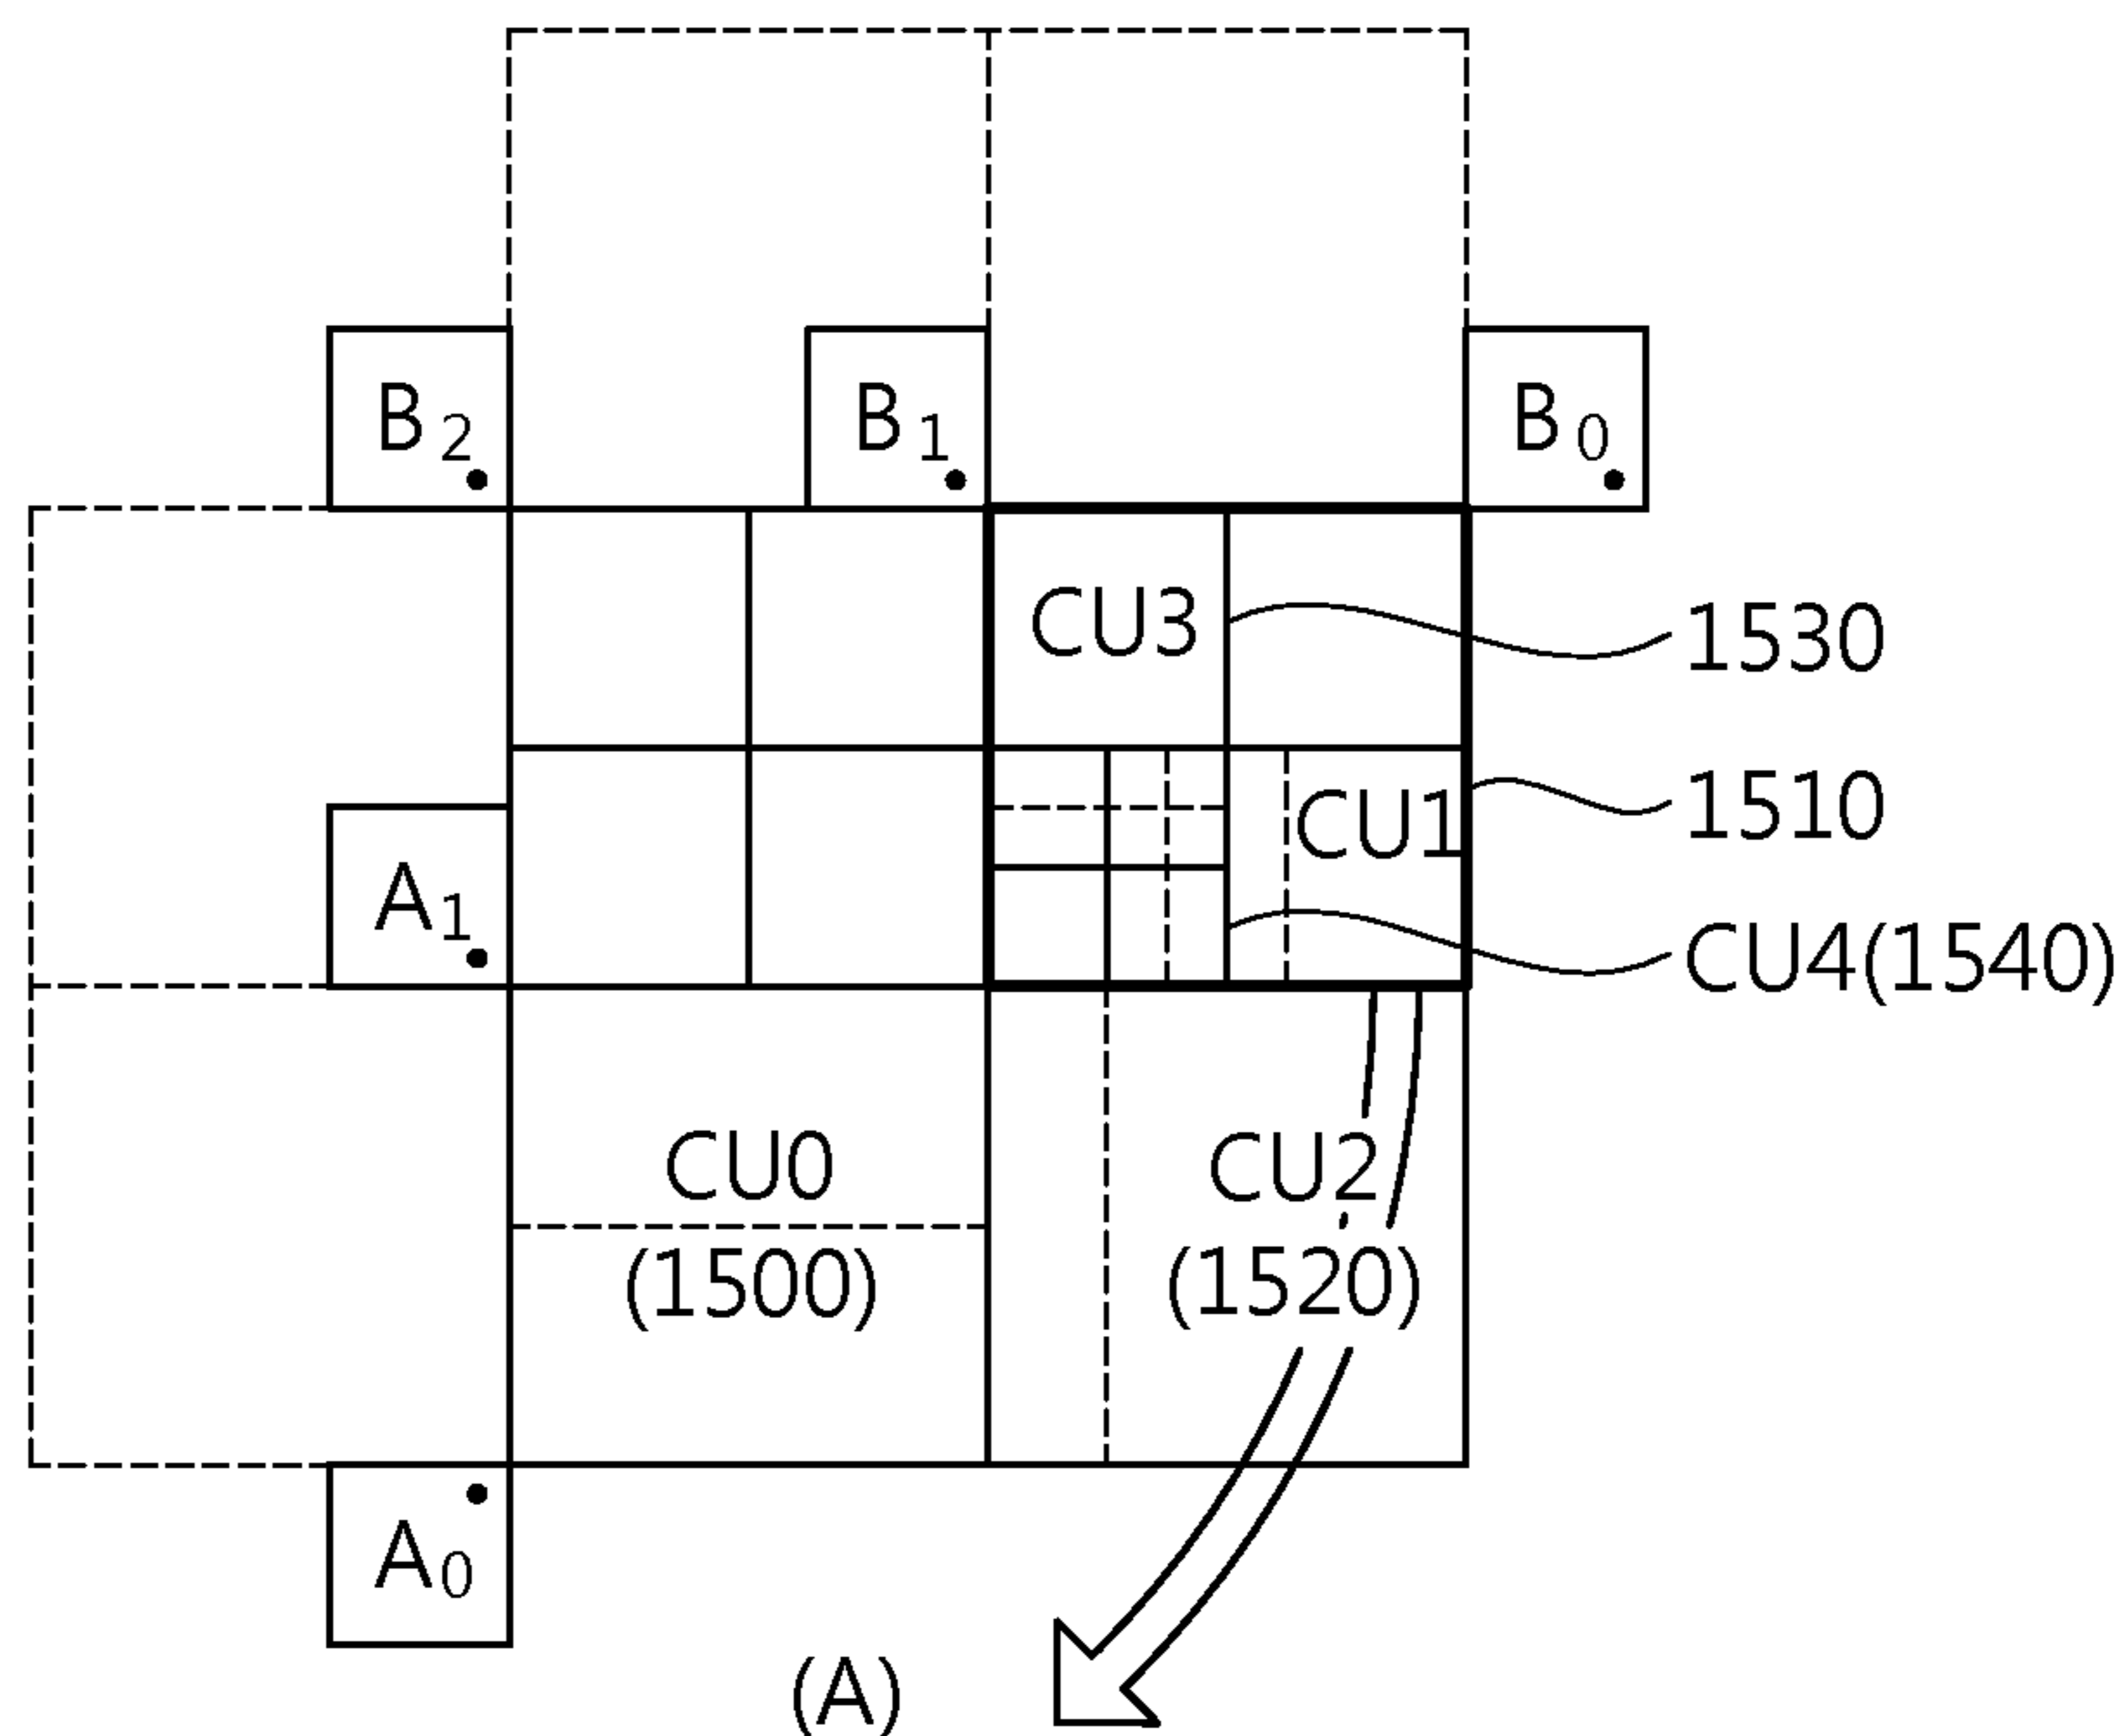 B2 B1 B0
CU3
1530
CU1
1510
A1
CU4(1540)
CU0
(1500)
CU2
(1520)
A0
(A)